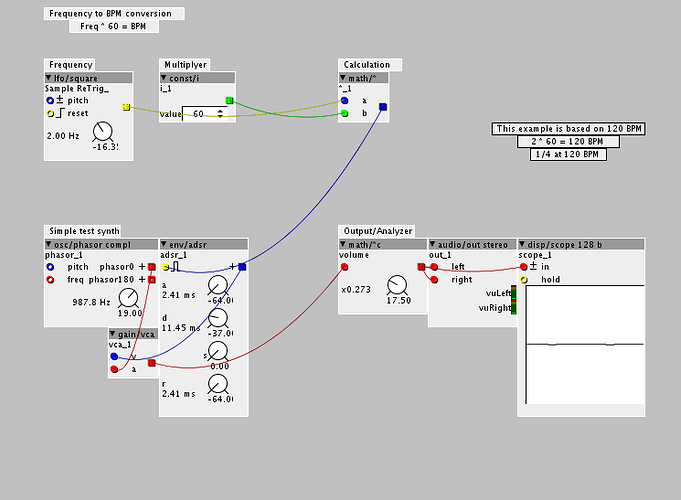 Frequency to BPM conversion
Freq * 60 = BPM
Frequency
Multiplyer
Calculation
▼ lfo/square
▼ const/i
▼ math/*
Sample ReTrig_
i_1
*_1
± pitch
a
reset
value 60
b
2.00 Hz
-16.3
This example is based on 120 BPM
2 * 60 = 120 BPM
1/4 at 120 BPM
Simple test synth
Output/Analyzer
▼ osc/phasor compl
▼ env/adsr
▼ math/*c
▼ audio/out stereo
▼ disp/scope 128 b
phasor_1
adsr_1
volume
out_1
scope_1
pitch phasor0 +
+
left
± in
freq phasor180 +
a
right
hold
2.41 ms
-64.0
x0.273
17.50
987.8 Hz
19.00
vuLeft
vuRight
d
11.45 ms
-37.0
▼ gain/vca
vca_1
v
a
s
0.00
r
2.41 ms
-64.0